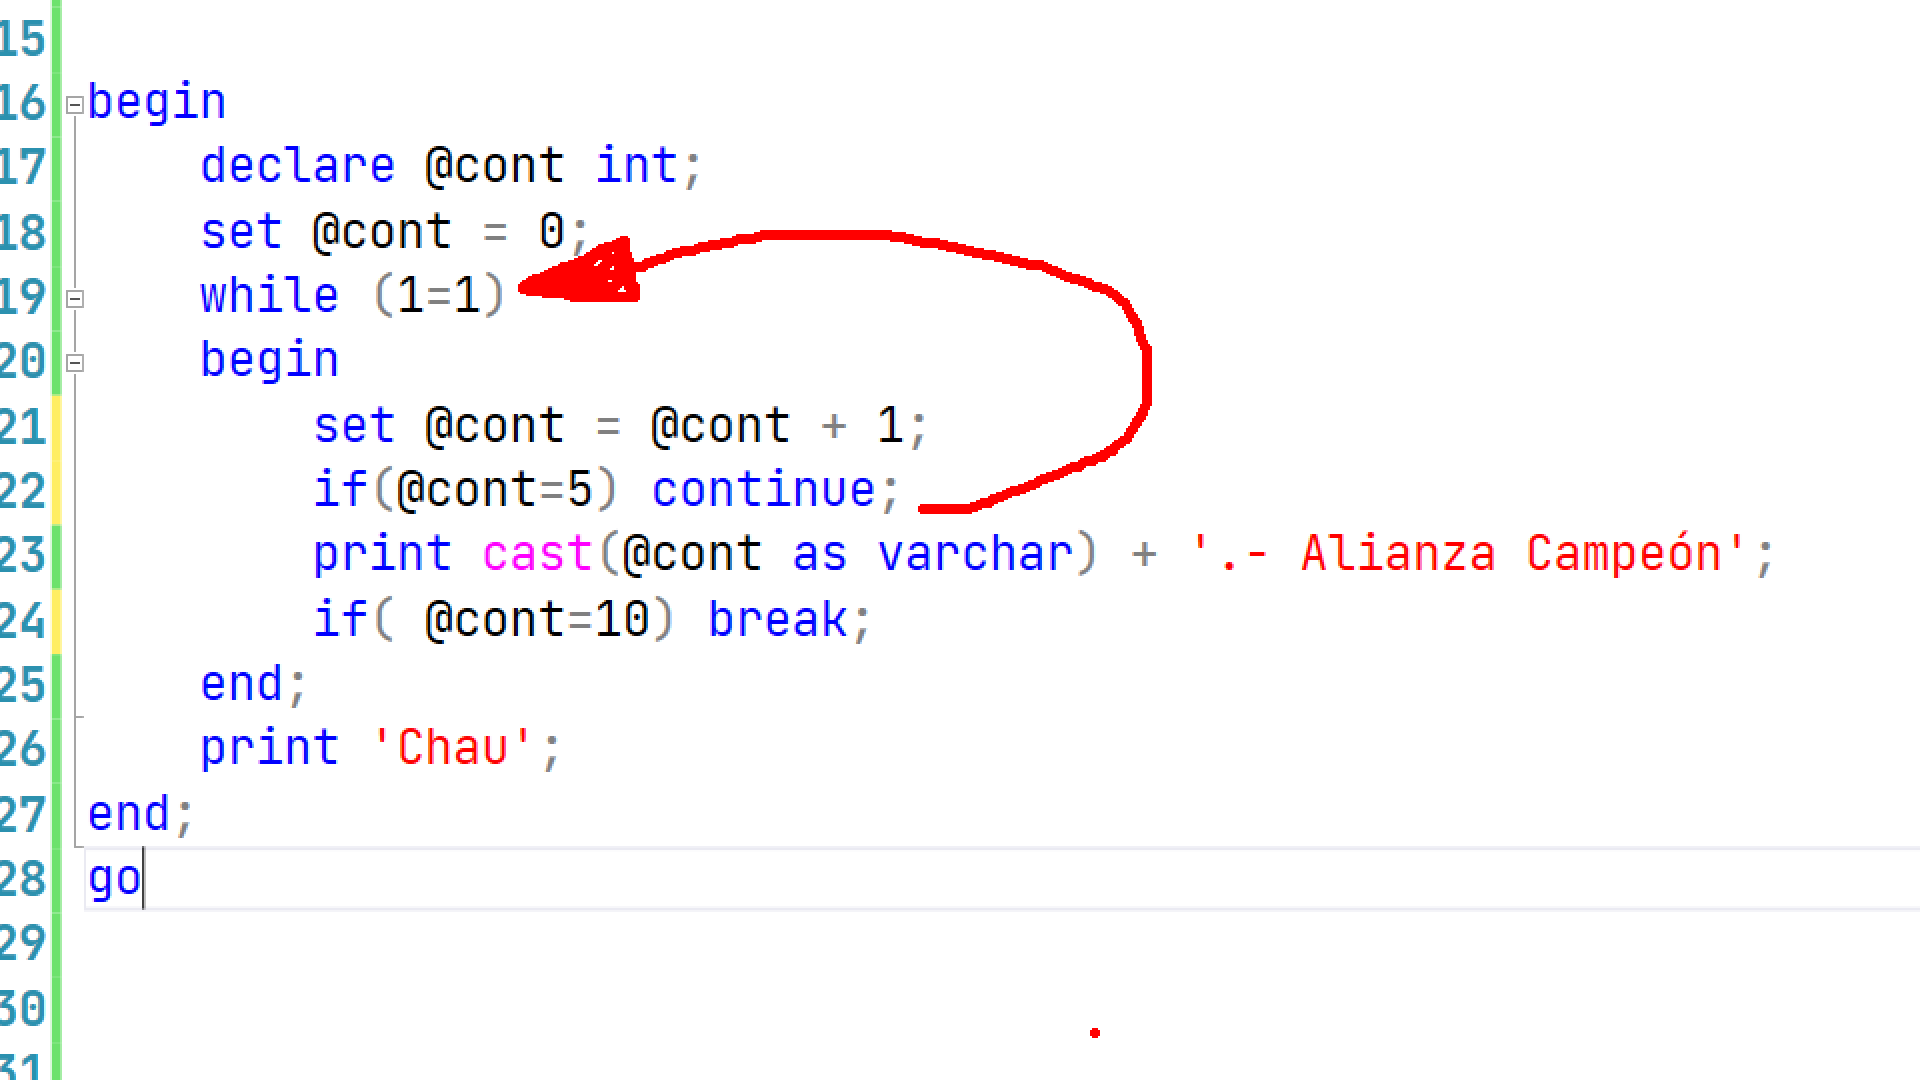 15
16 begin
17 declare @cont int;
18 set @cont = 0;
19 while (1=1)
20 begin
21 set @cont = @cont + 1;
22 if(@cont=5) continue;
23 print cast(@cont as varchar) + '.- Alianza Campeón';
24 if( @cont=10) break;
25 end;
26 print 'Chau';
27 end;
28 go
29
30
31